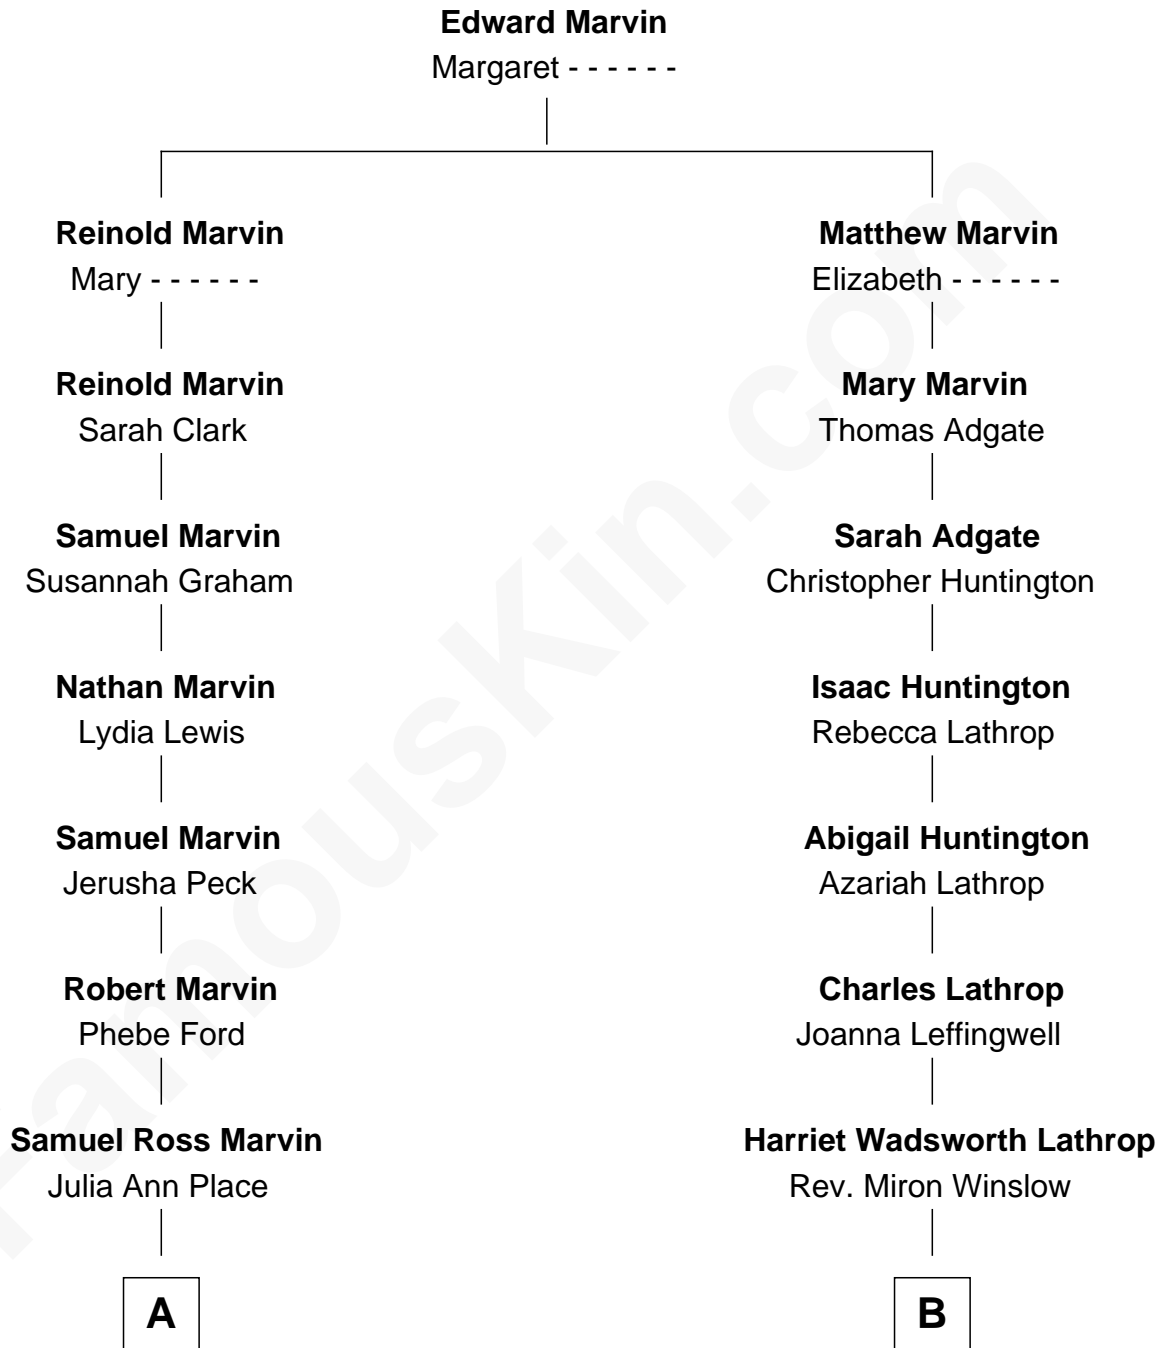 Edward Marvin
Margaret - - - - - -
Reinold Marvin
Mary - - - - - -
Matthew Marvin
Elizabeth - - - - - -
Reinold Marvin
Sarah Clark
Mary Marvin
Thomas Adgate
Samuel Marvin
Susannah Graham
Sarah Adgate
Christopher Huntington
Nathan Marvin
Lydia Lewis
Isaac Huntington
Rebecca Lathrop
Samuel Marvin
Jerusha Peck
Abigail Huntington
Azariah Lathrop
Robert Marvin
Phebe Ford
Charles Lathrop
Joanna Leffingwell
Samuel Ross Marvin
Julia Ann Place
Harriet Wadsworth Lathrop
Rev. Miron Winslow
A
B
FamousKin.com